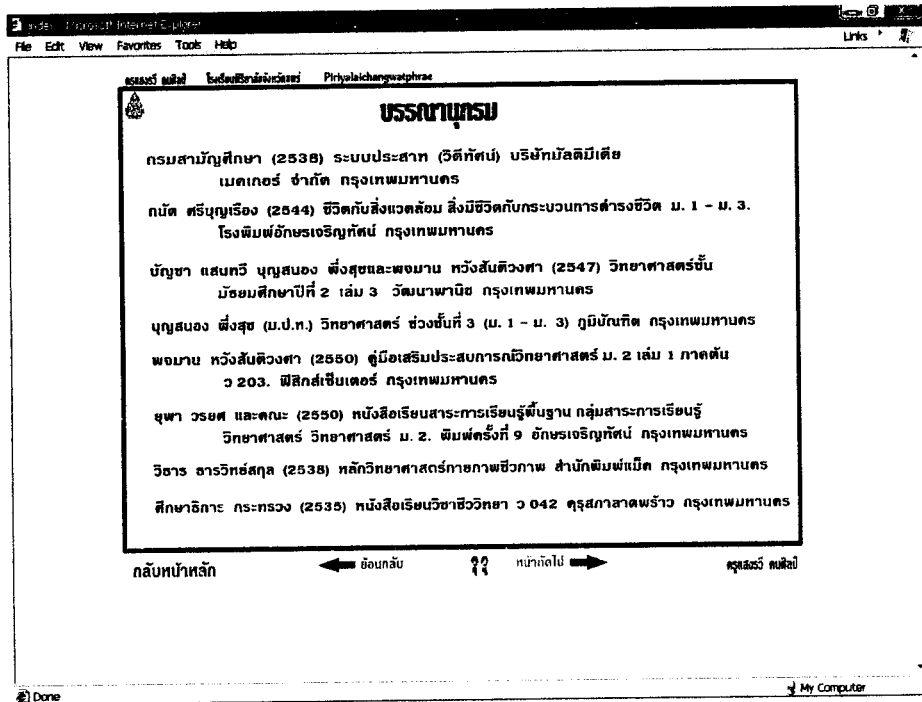 index - Microsoft Internet Explorer
File Edit View Favorites Tools Help Links
ครูแสงรวี คบศิลป์ โรงเรียนพิริยาลัยจังหวัดแพร่ Piriyalaichangwatphrae
บรรณานุกรม
กรมสามัญศึกษา (2538) ระบบประสาท (วิดีทัศน์) บริษัทมัลติมีเดีย
เมคเกอร์ จำกัด กรุงเทพมหานคร
กนัด ศรีบุญเรือง (2544) ชีวิตกับสิ่งแวดล้อม สิ่งมีชีวิตกับกระบวนการดำรงชีวิต ม. 1 - ม. 3.
โรงพิมพ์อักษรเจริญทัศน์ กรุงเทพมหานคร
บัญชา แสนทวี บุญสนอง พึ่งสุขและพจมาน หวังสันติวงศา (2547) วิทยาศาสตร์ชั้น
มัธยมศึกษาปีที่ 2 เล่ม 3 วัฒนาพานิช กรุงเทพมหานคร
บุญสนอง พึ่งสุข (ม.ป.ท.) วิทยาศาสตร์ ช่วงชั้นที่ 3 (ม. 1 - ม. 3) ภูมิบัณฑิต กรุงเทพมหานคร
พจมาน หวังสันติวงศา (2550) คู่มือเสริมประสบการณ์วิทยาศาสตร์ ม. 2 เล่ม 1 ภาคต้น
ว 203. ฟิสิกส์เซ็นเตอร์ กรุงเทพมหานคร
ยุพา วรยศ และคณะ (2550) หนังสือเรียนสาระการเรียนรู้พื้นฐาน กลุ่มสาระการเรียนรู้
วิทยาศาสตร์ วิทยาศาสตร์ ม. 2. พิมพ์ครั้งที่ 9 อักษรเจริญทัศน์ กรุงเทพมหานคร
วิธาร ธารวิทย์สกุล (2538) หลักวิทยาศาสตร์กายภาพชีวภาพ สำนักพิมพ์แม็ค กรุงเทพมหานคร
ศึกษาธิการ กระทรวง (2535) หนังสือเรียนวิชาชีววิทยา ว 042 คุรุสภาลาดพร้าว กรุงเทพมหานคร
กลับหน้าหลัก ย้อนกลับ หน้าถัดไป ครูแสงรวี คบศิลป์
Done My Computer